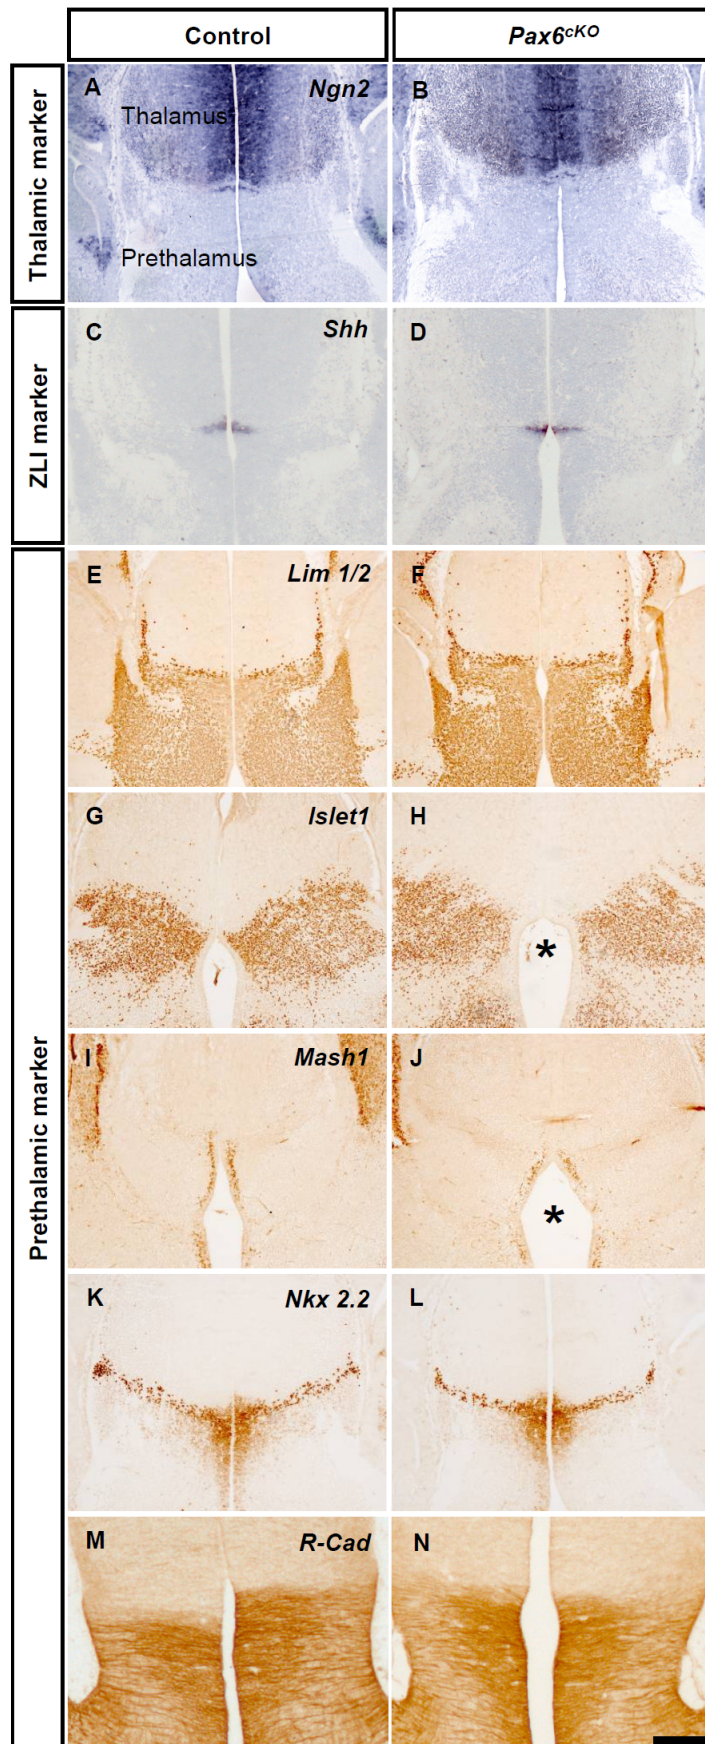 Control
Pax6cKO
Thalamic marker
A
Ngn2
Thalamus
Prethalamus
B
ZLI marker
C
Shh
D
Prethalamic marker
E
Lim 1/2
F
G
Islet1
H
*
I
Mash1
J
*
K
Nkx 2.2
L
M
R-Cad
N